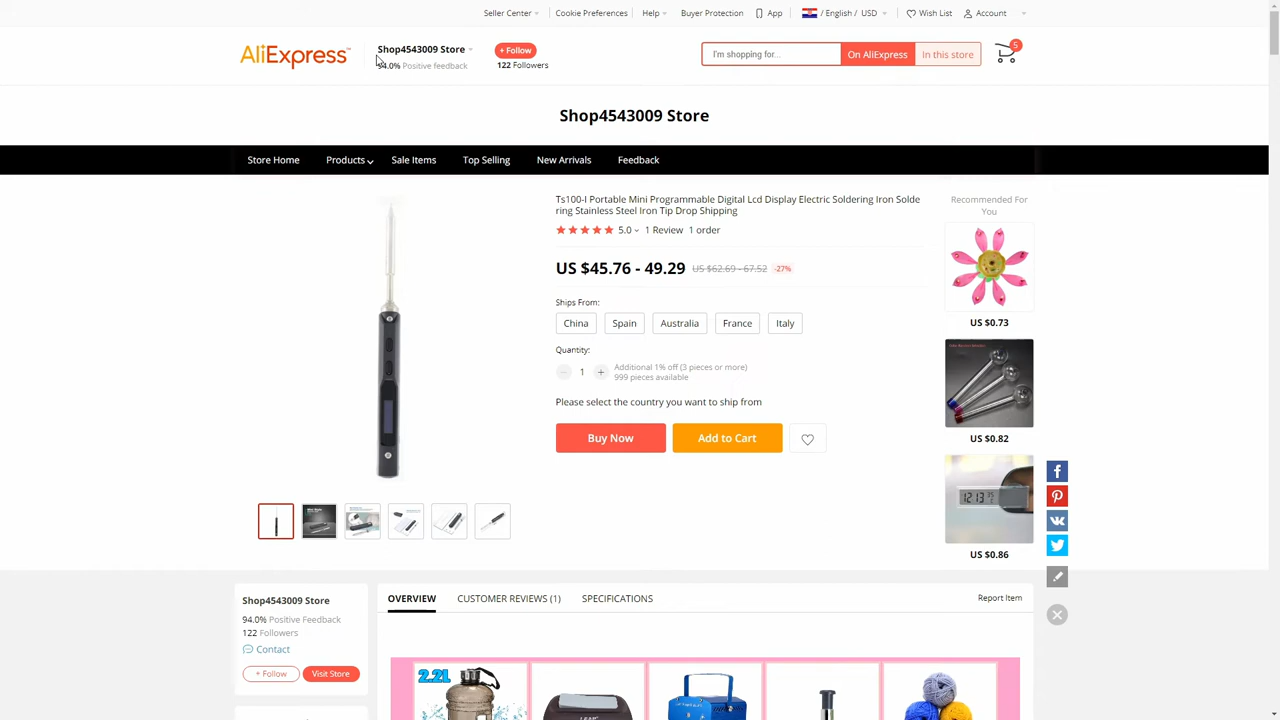 Seller Center
Cookie Preferences
Help
Buyer Protection
App
/ English / USD
Wish List
Account
AliExpress
Shop4543009 Store
94.0% Positive feedback
+ Follow
122 Followers
I'm shopping for...
On AliExpress
In this store
5
Shop4543009 Store
Store Home
Products
Sale Items
Top Selling
New Arrivals
Feedback
Ts100-I Portable Mini Programmable Digital Lcd Display Electric Soldering Iron Solde
ring Stainless Steel Iron Tip Drop Shipping
5.0
1 Review
1 order
US $45.76 - 49.29
US $62.69 - 67.52
-27%
Ships From:
China
Spain
Australia
France
Italy
Quantity:
1
Additional 1% off (3 pieces or more)
999 pieces available
Please select the country you want to ship from
Buy Now
Add to Cart
Recommended For
You
US $0.73
US $0.82
1213
US $0.86
Shop4543009 Store
94.0% Positive Feedback
122 Followers
Contact
+ Follow
Visit Store
OVERVIEW
CUSTOMER REVIEWS (1)
SPECIFICATIONS
Report Item
2.2L